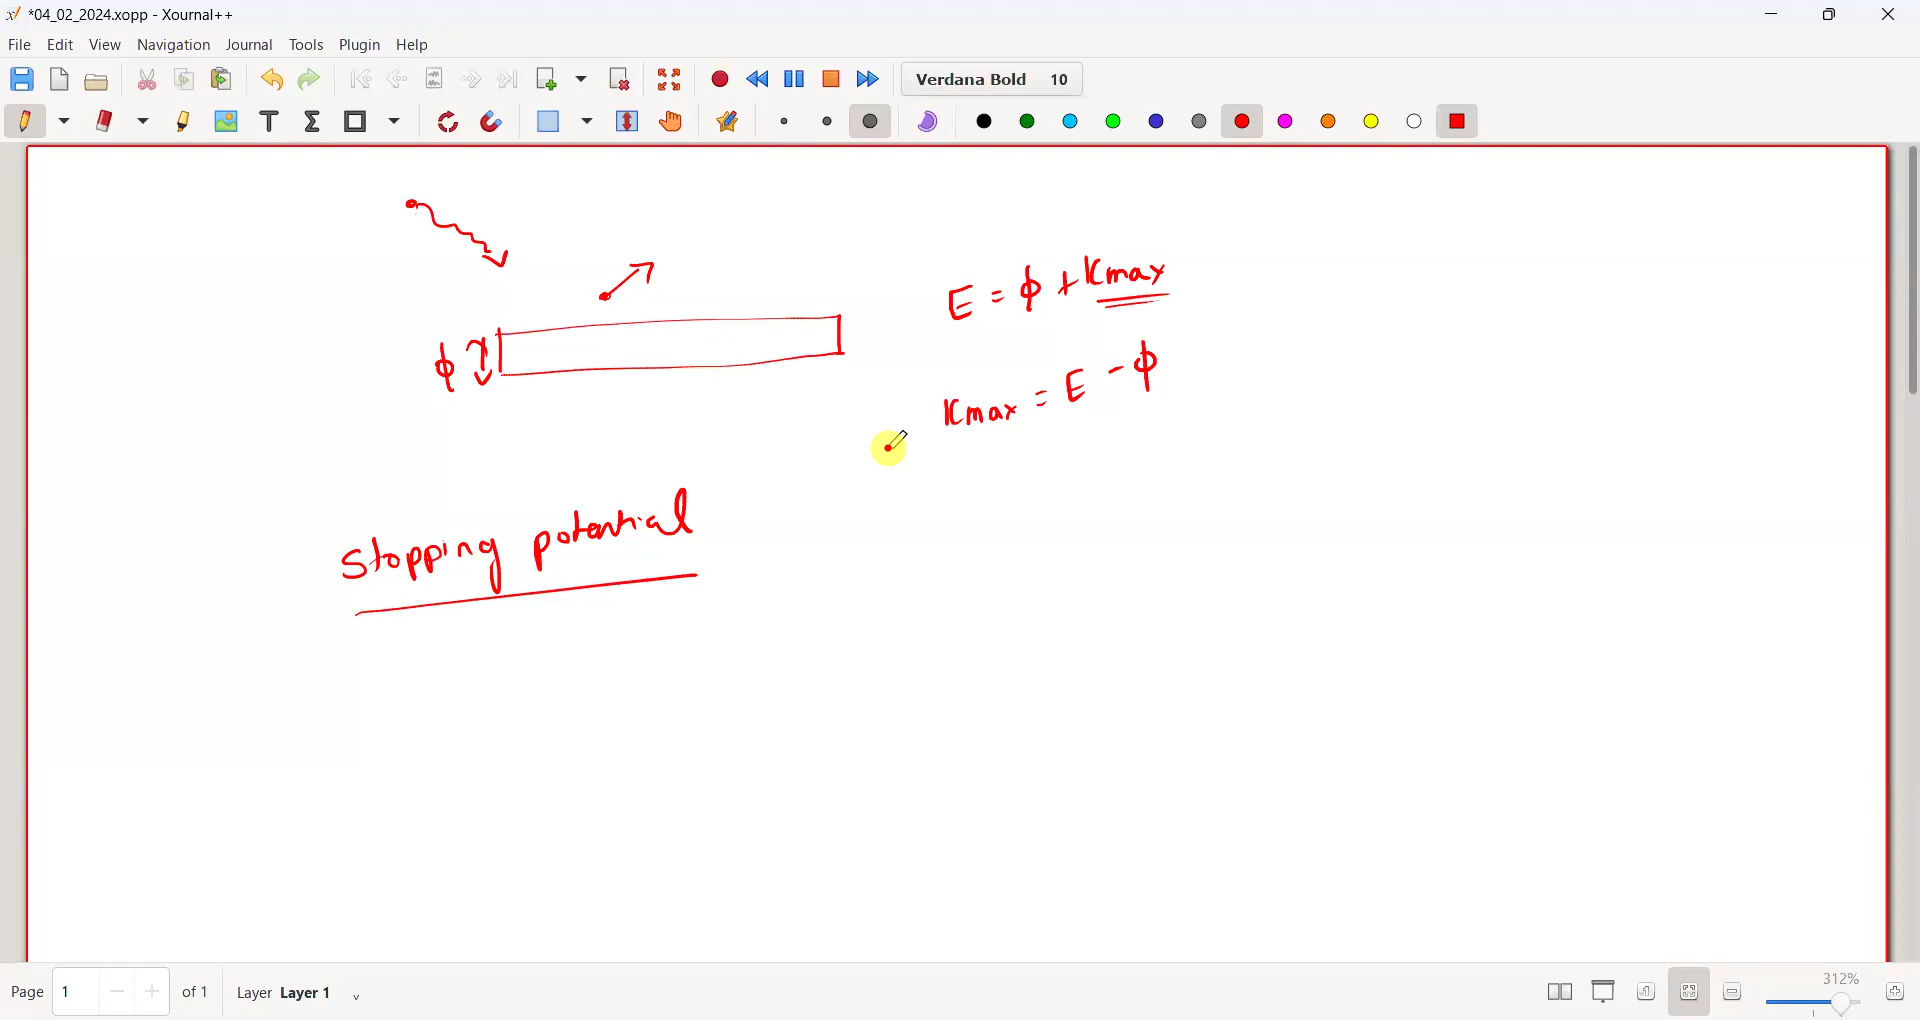 *04_02_2024.xopp - Xournal++
File Edit View Navigation Journal Tools Plugin Help
Verdana Bold 10
E = ϕ + Kmax
ϕ
Kmax = E - ϕ
Stopping potential
Page 1 of 1 Layer Layer 1
312%